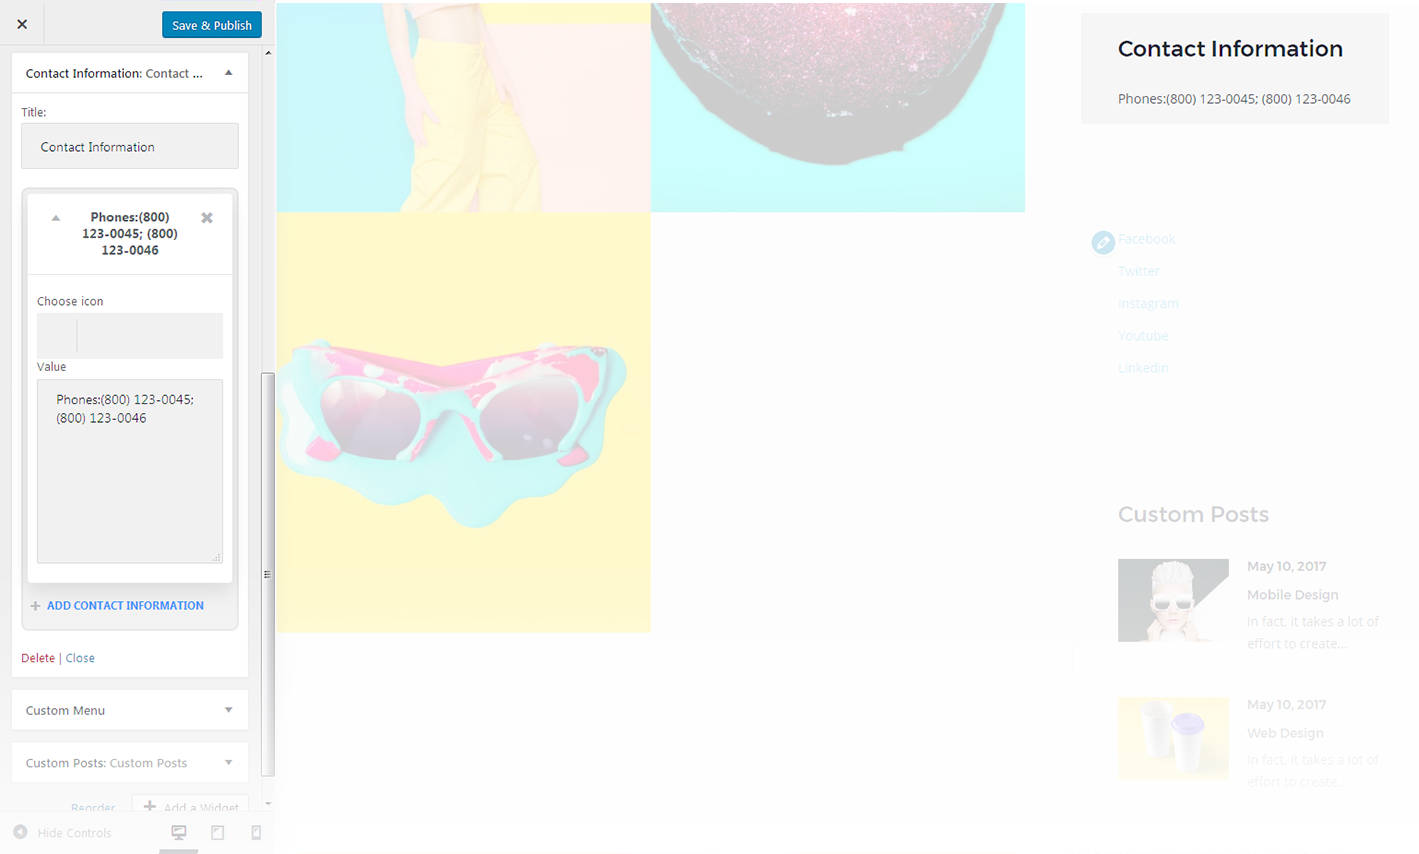 Save & Publish
Contact Information: Contact ...
Title:
Contact Information
Phones:(800)
123-0045; (800)
123-0046
Choose icon
Value
Phones:(800) 123-0045;
(800) 123-0046
ADD CONTACT INFORMATION
Delete | Close
Custom Menu
Custom Posts: Custom Posts
Reorder
Add a Widget
Hide Controls
Contact Information
Phones:(800) 123-0045; (800) 123-0046
Facebook
Twitter
Instagram
Youtube
Linkedin
Custom Posts
May 10, 2017
Mobile Design
In fact, it takes a lot of
effort to create...
May 10, 2017
Web Design
In fact, it takes a lot of
effort to create...